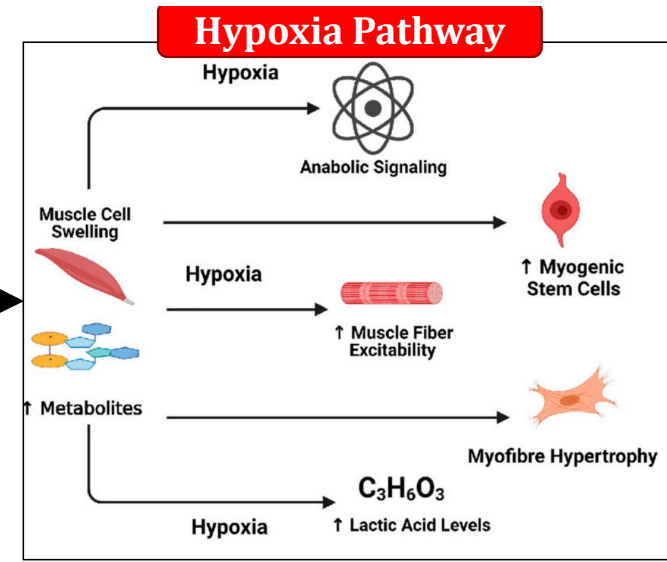 Hypoxia Pathway
Hypoxia
Anabolic Signaling
Muscle Cell
Swelling
↑ Myogenic
Stem Cells
Hypoxia
↑ Muscle Fiber
Excitability
↑ Metabolites
Myofibre Hypertrophy
C₃H₆O₃
↑ Lactic Acid Levels
Hypoxia